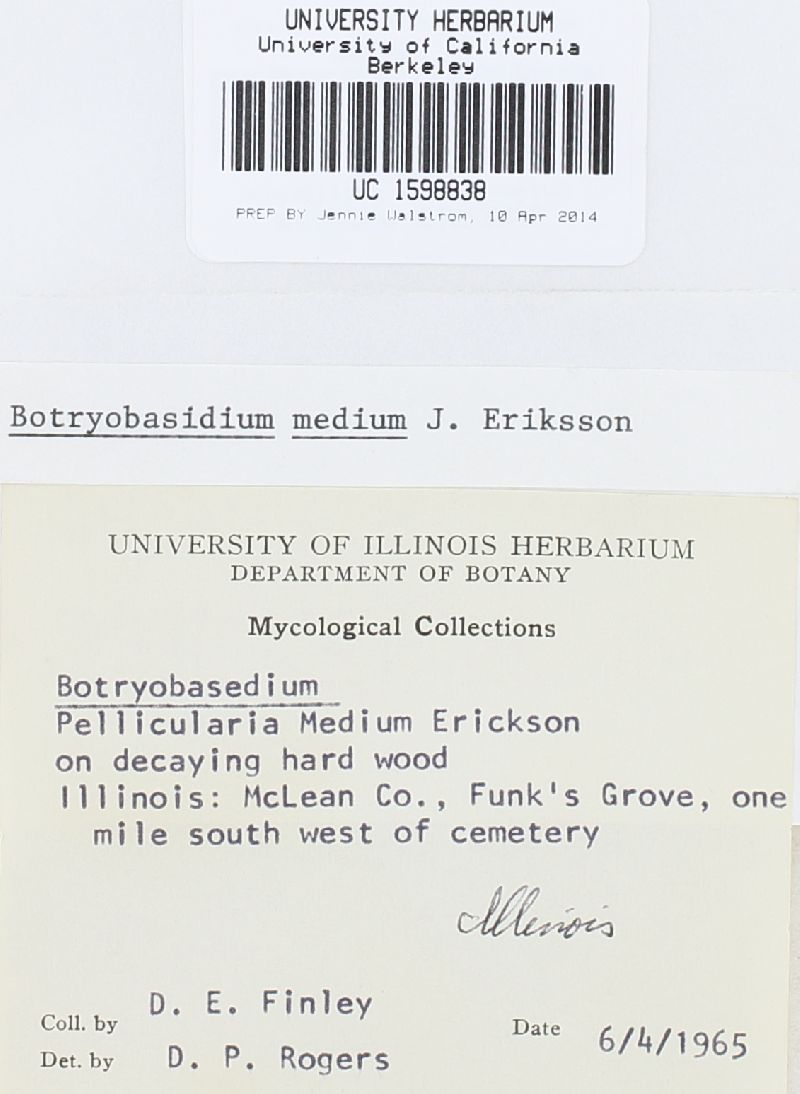 UNIVERSITY HERBARIUM
University of California
Berkeley
UC 1598838
PREP BY Jennie Walstrom, 10 Apr 2014
Botryobasidium medium J. Eriksson
UNIVERSITY OF ILLINOIS HERBARIUM
DEPARTMENT OF BOTANY
Mycological Collections
Botryobasedium
Pellicularia Medium Erickson
on decaying hard wood
Illinois: McLean Co., Funk's Grove, one
mile south west of cemetery
Illinois
Coll. by D. E. Finley
Date 6/4/1965
Det. by D. P. Rogers